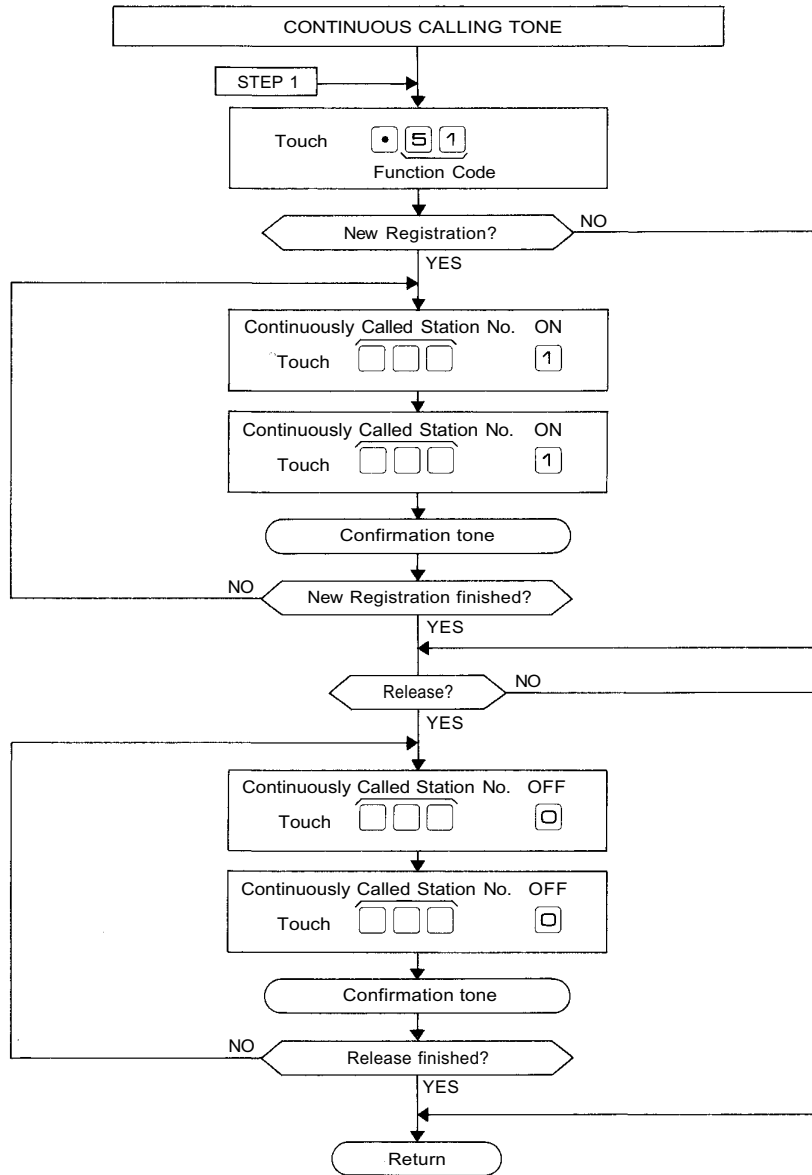 CONTINUOUS CALLING TONE
STEP 1
Touch • 5 1
Function Code
New Registration? NO
YES
Continuously Called Station No. ON
Touch 1
Continuously Called Station No. ON
Touch 1
Confirmation tone
NO New Registration finished?
YES
Release? NO
YES
Continuously Called Station No. OFF
Touch 0
Continuously Called Station No. OFF
Touch 0
Confirmation tone
NO Release finished?
YES
Return